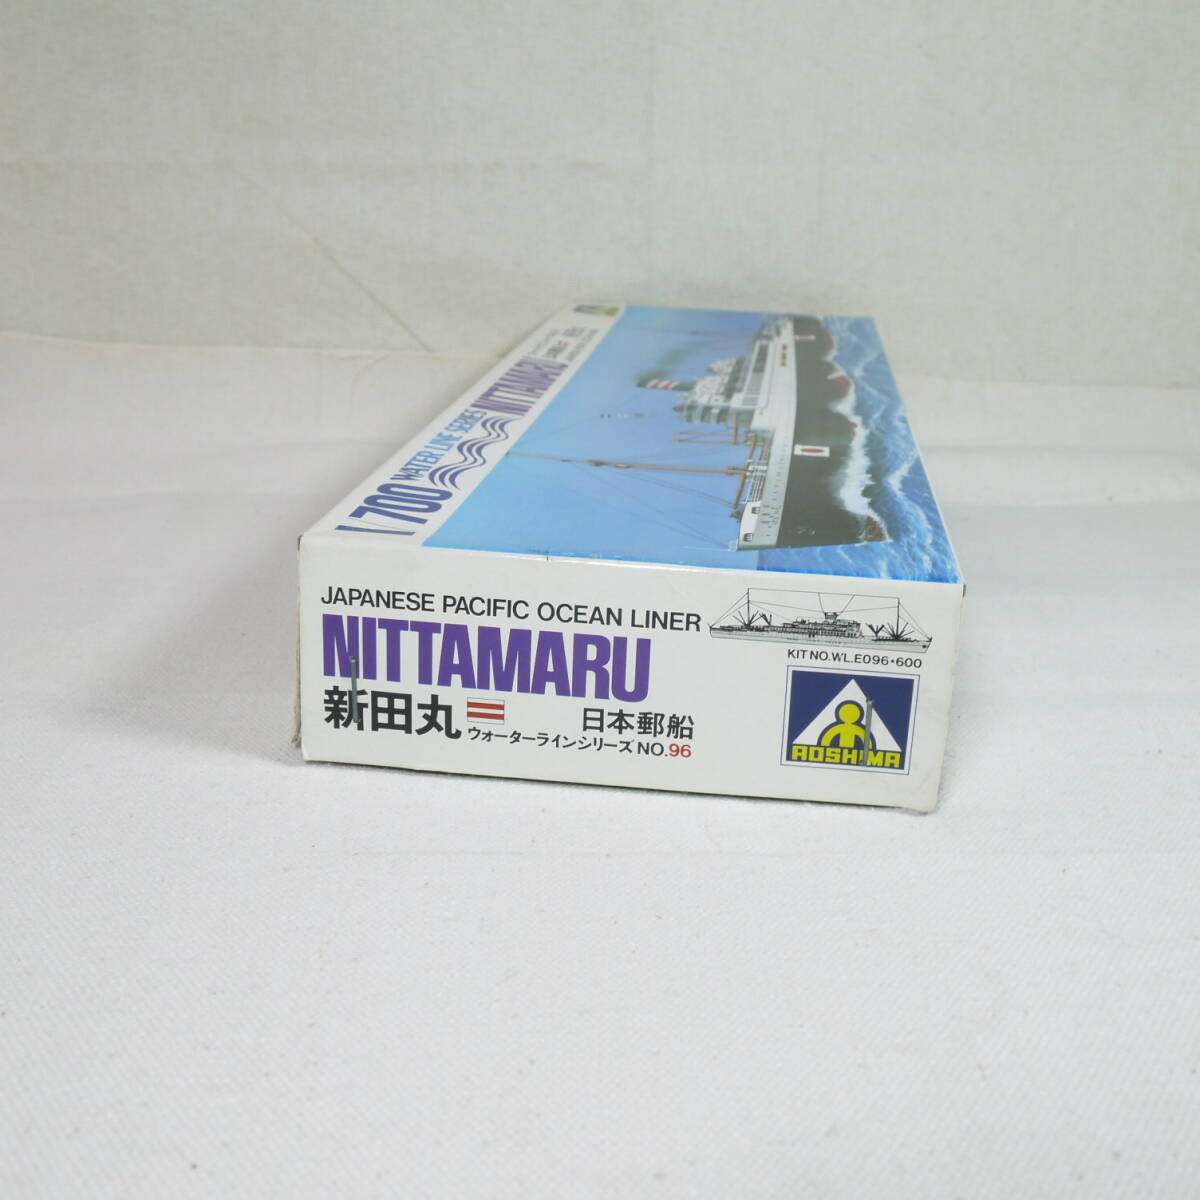 1/700 WATER LINE SERIES NITTAMARU
JAPANESE PACIFIC OCEAN LINER
NITTAMARU
新田丸
日本郵船
ウォーターラインシリーズ NO.96
KIT NO.WL.E096•600
AOSHIMA